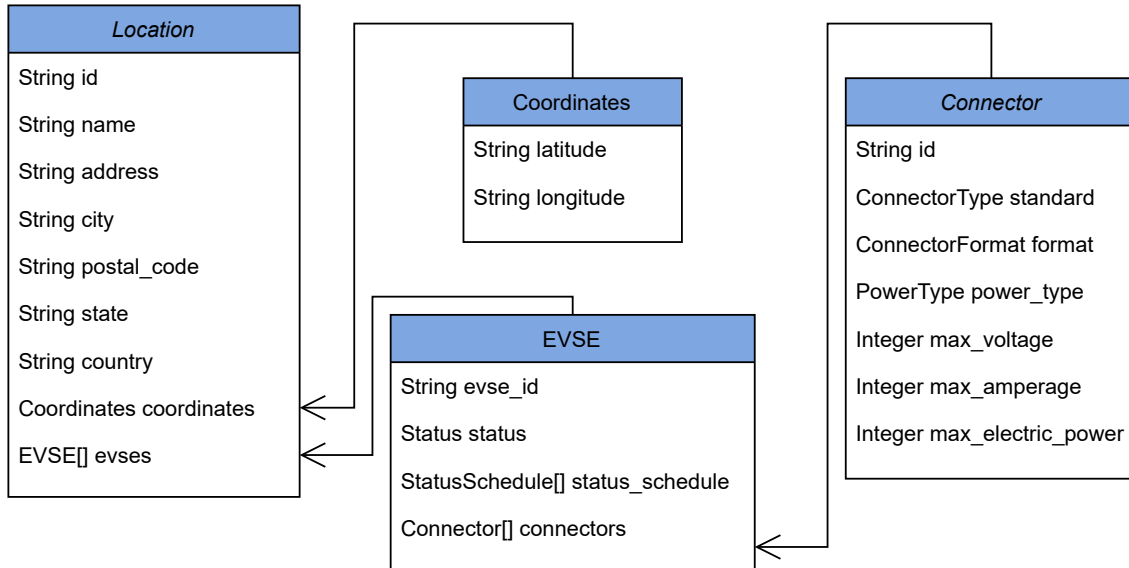 Location
String id
String name
String address
String city
String postal_code
String state
String country
Coordinates coordinates
EVSE[] evses
Coordinates
String latitude
String longitude
EVSE
String evse_id
Status status
StatusSchedule[] status_schedule
Connector[] connectors
Connector
String id
ConnectorType standard
ConnectorFormat format
PowerType power_type
Integer max_voltage
Integer max_amperage
Integer max_electric_power